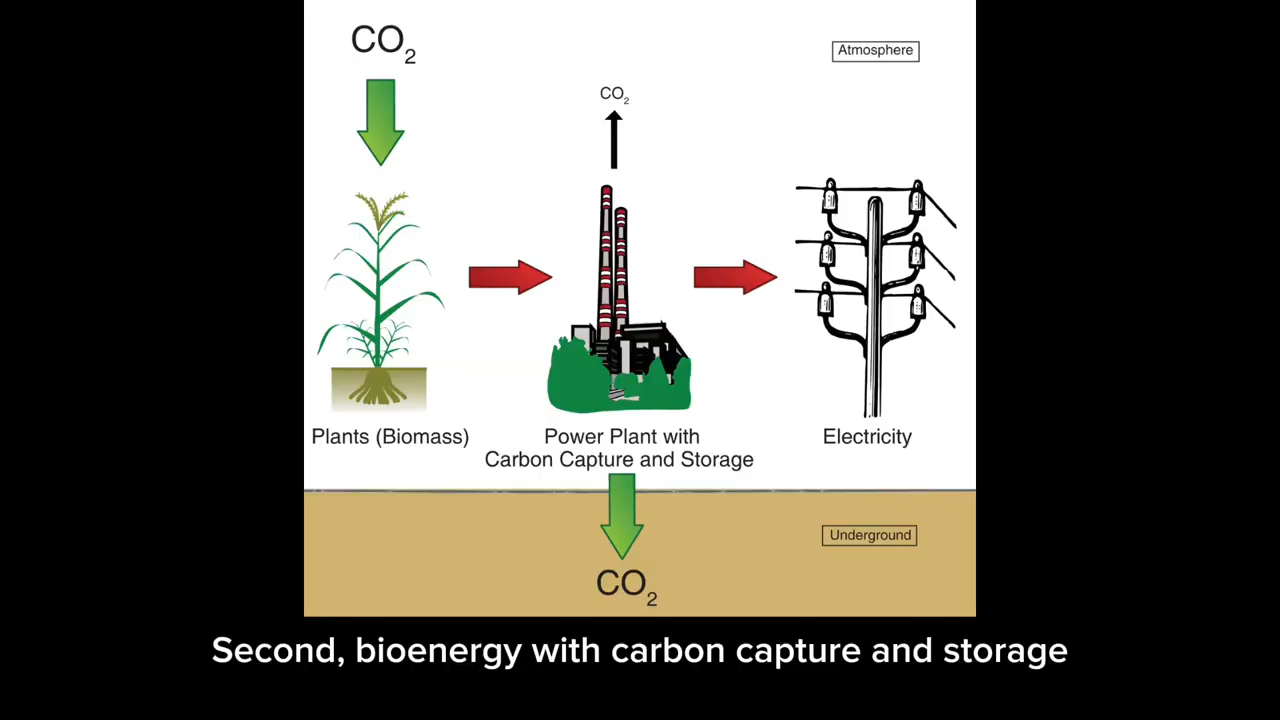 CO₂
Atmosphere
CO₂
Plants (Biomass)
Power Plant with
Carbon Capture and Storage
Electricity
Underground
CO₂
Second, bioenergy with carbon capture and storage